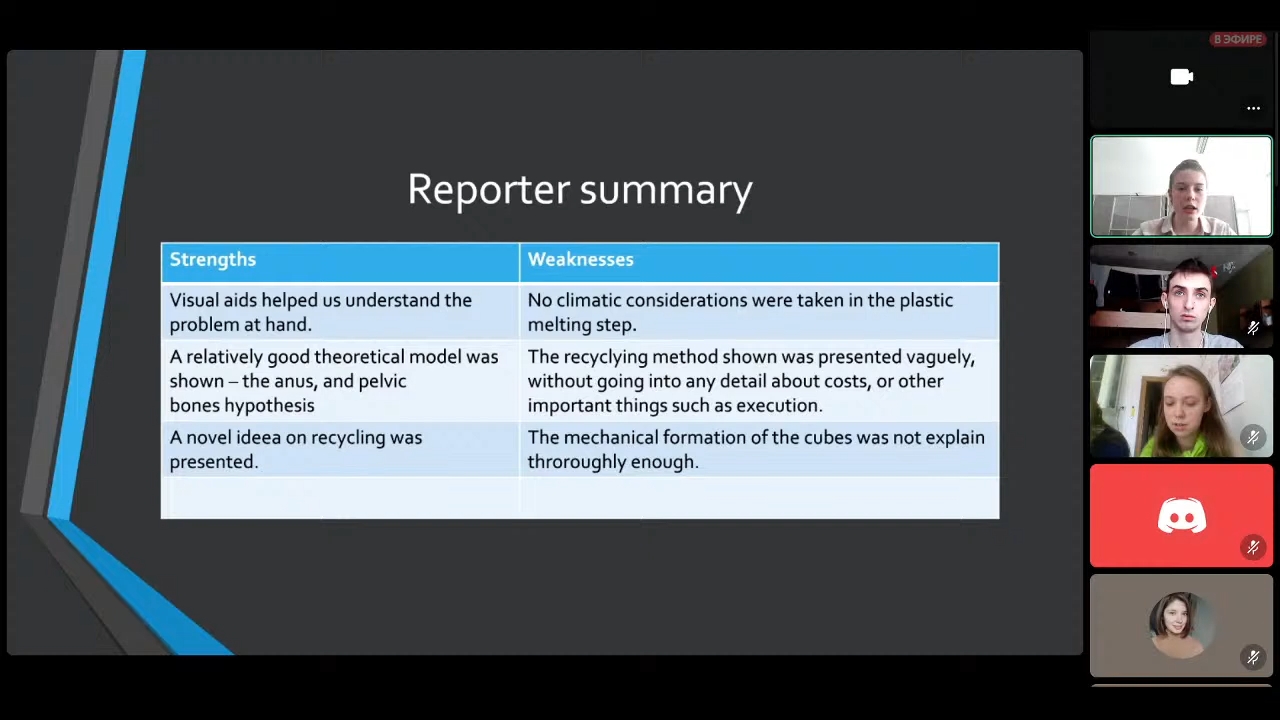 В ЭФИРЕ
Reporter summary
Strengths
Weaknesses
Visual aids helped us understand the
problem at hand.
No climatic considerations were taken in the plastic
melting step.
A relatively good theoretical model was
shown – the anus, and pelvic
bones hypothesis
The recyclying method shown was presented vaguely,
without going into any detail about costs, or other
important things such as execution.
A novel ideea on recycling was
presented.
The mechanical formation of the cubes was not explain
throroughly enough.